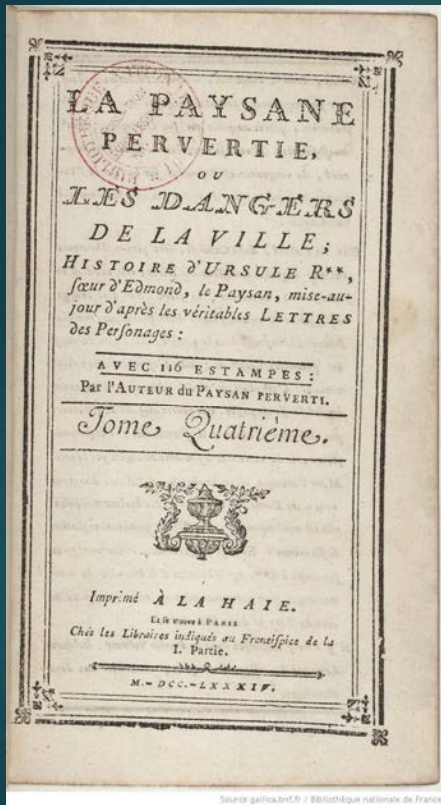 LA PAYSANE
PERVERTIE,
OU
LES DANGERS
DE LA VILLE;
HISTOIRE d'URSULE R**,
sœur d'Edmond, le Paysan, mise-au-
jour d'après les véritables LETTRES
des Personages:
AVEC 116 ESTAMPES:
Par l'AUTEUR du PAYSAN PERVERTI.
Tome Quatrième.
Imprimé À LA HAIE.
Et se trouve à PARIS
Chés les Libraires indiqués au Frontispice de la
I.e Partie.
M.-DCC.-LXXXIV.
Source gallica.bnf.fr / Bibliothèque nationale de France